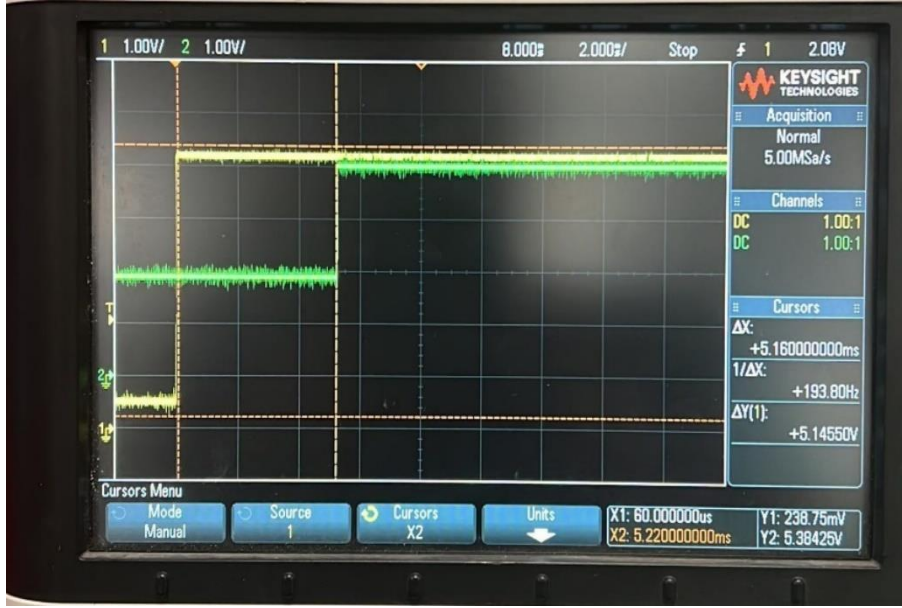 1 1.00V/ 2 1.00V/ 8.000s 2.000s/ Stop 1 2.08V
KEYSIGHT
TECHNOLOGIES
Acquisition
Normal
5.00MSa/s
Channels
DC 1.00:1
DC 1.00:1
Cursors
ΔX:
+5.160000000ms
1/ΔX:
+193.80Hz
ΔY(1):
+5.14550V
T
2
1
Cursors Menu
Mode
Manual
Source
1
Cursors
X2
Units
X1: 60.000000us
X2: 5.220000000ms
Y1: 238.75mV
Y2: 5.38425V